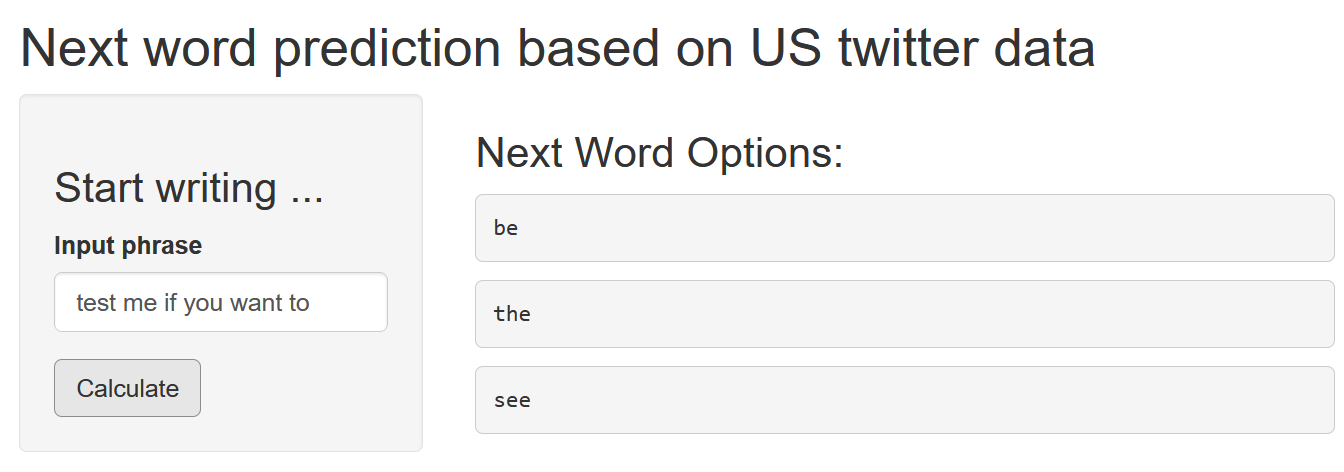 Next word prediction based on US twitter data
Start writing ...
Input phrase
test me if you want to
Calculate
Next Word Options:
be
the
see